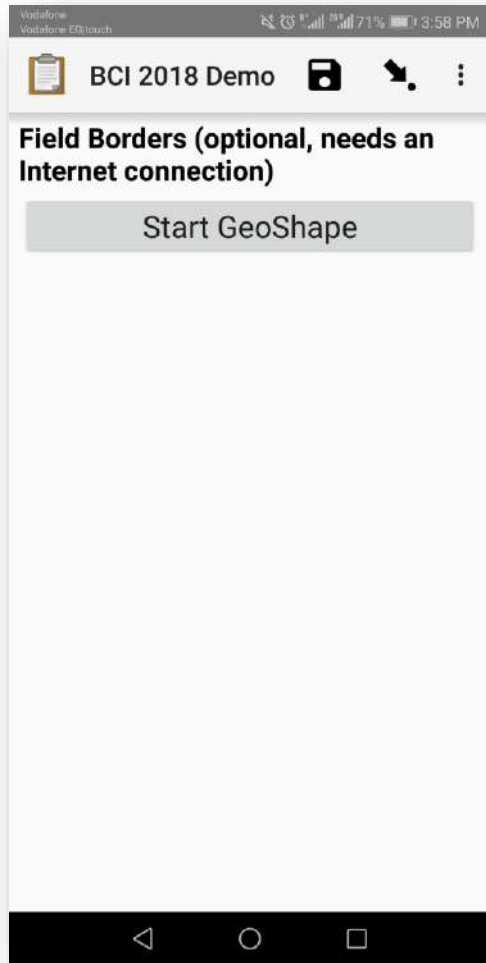 Vodafone
Vodafone EG|touch
71% 3:58 PM
BCI 2018 Demo
Field Borders (optional, needs an
Internet connection)
Start GeoShape